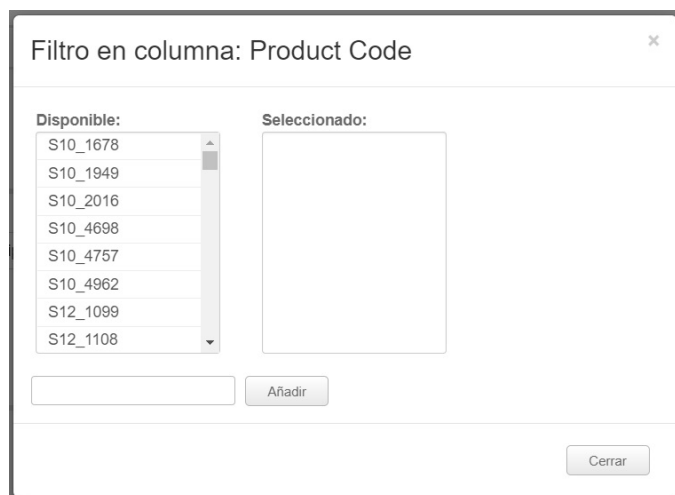 Filtro en columna: Product Code
×
Disponible:
Seleccionado:
S10_1678
S10_1949
S10_2016
S10_4698
S10_4757
S10_4962
S12_1099
S12_1108
Añadir
Cerrar